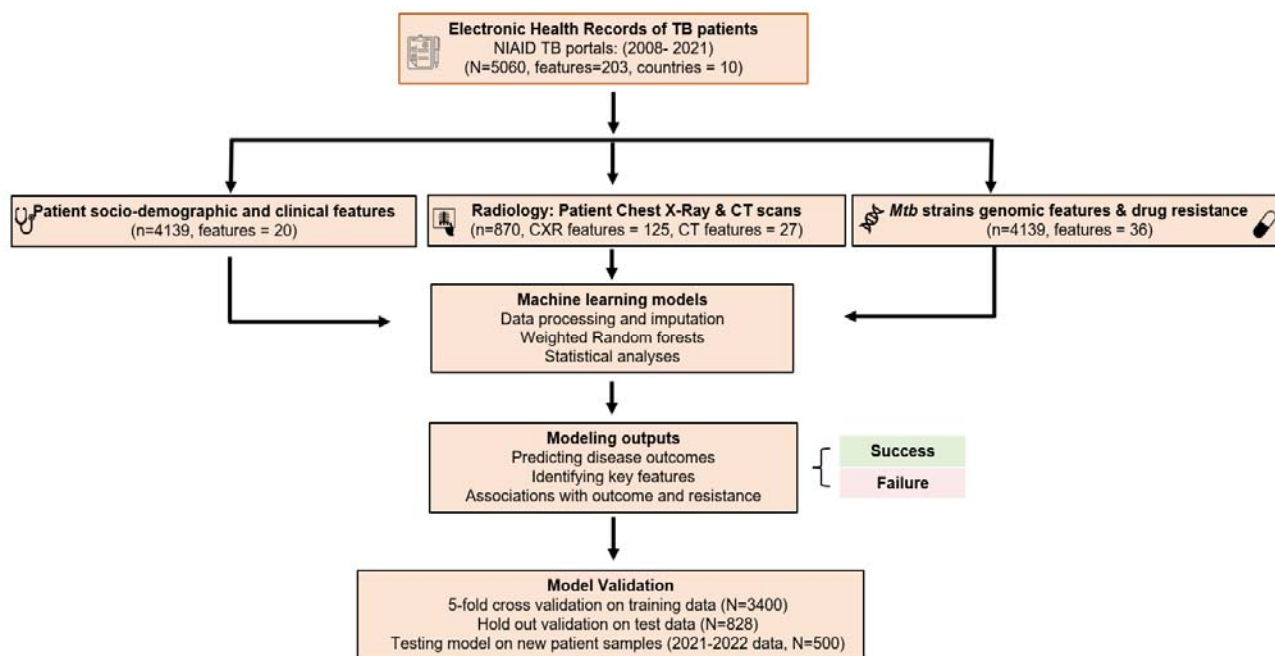 Electronic Health Records of TB patients
NIAID TB portals: (2008- 2021)
(N=5060, features=203, countries = 10)
Patient socio-demographic and clinical features
(n=4139, features = 20)
Radiology: Patient Chest X-Ray & CT scans
(n=870, CXR features = 125, CT features = 27)
Mtb strains genomic features & drug resistance
(n=4139, features = 36)
Machine learning models
Data processing and imputation
Weighted Random forests
Statistical analyses
Modeling outputs
Predicting disease outcomes
Identifying key features
Associations with outcome and resistance
Success
Failure
Model Validation
5-fold cross validation on training data (N=3400)
Hold out validation on test data (N=828)
Testing model on new patient samples (2021-2022 data, N=500)